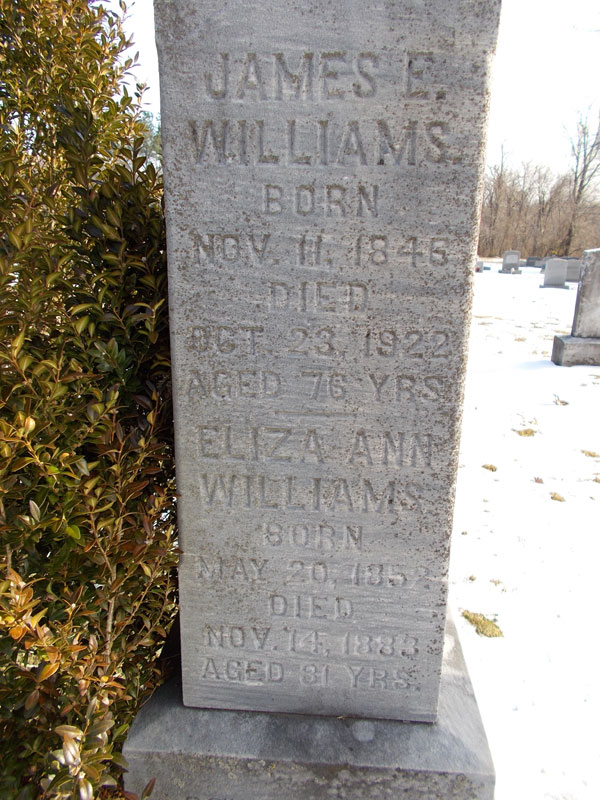 JAMES E.
WILLIAMS.
BORN
NOV. 11, 1845
DIED
OCT. 23, 1922
AGED 76 YRS.
ELIZA ANN
WILLIAMS.
BORN
MAY 20, 1852
DIED
NOV. 14, 1883
AGED 31 YRS.